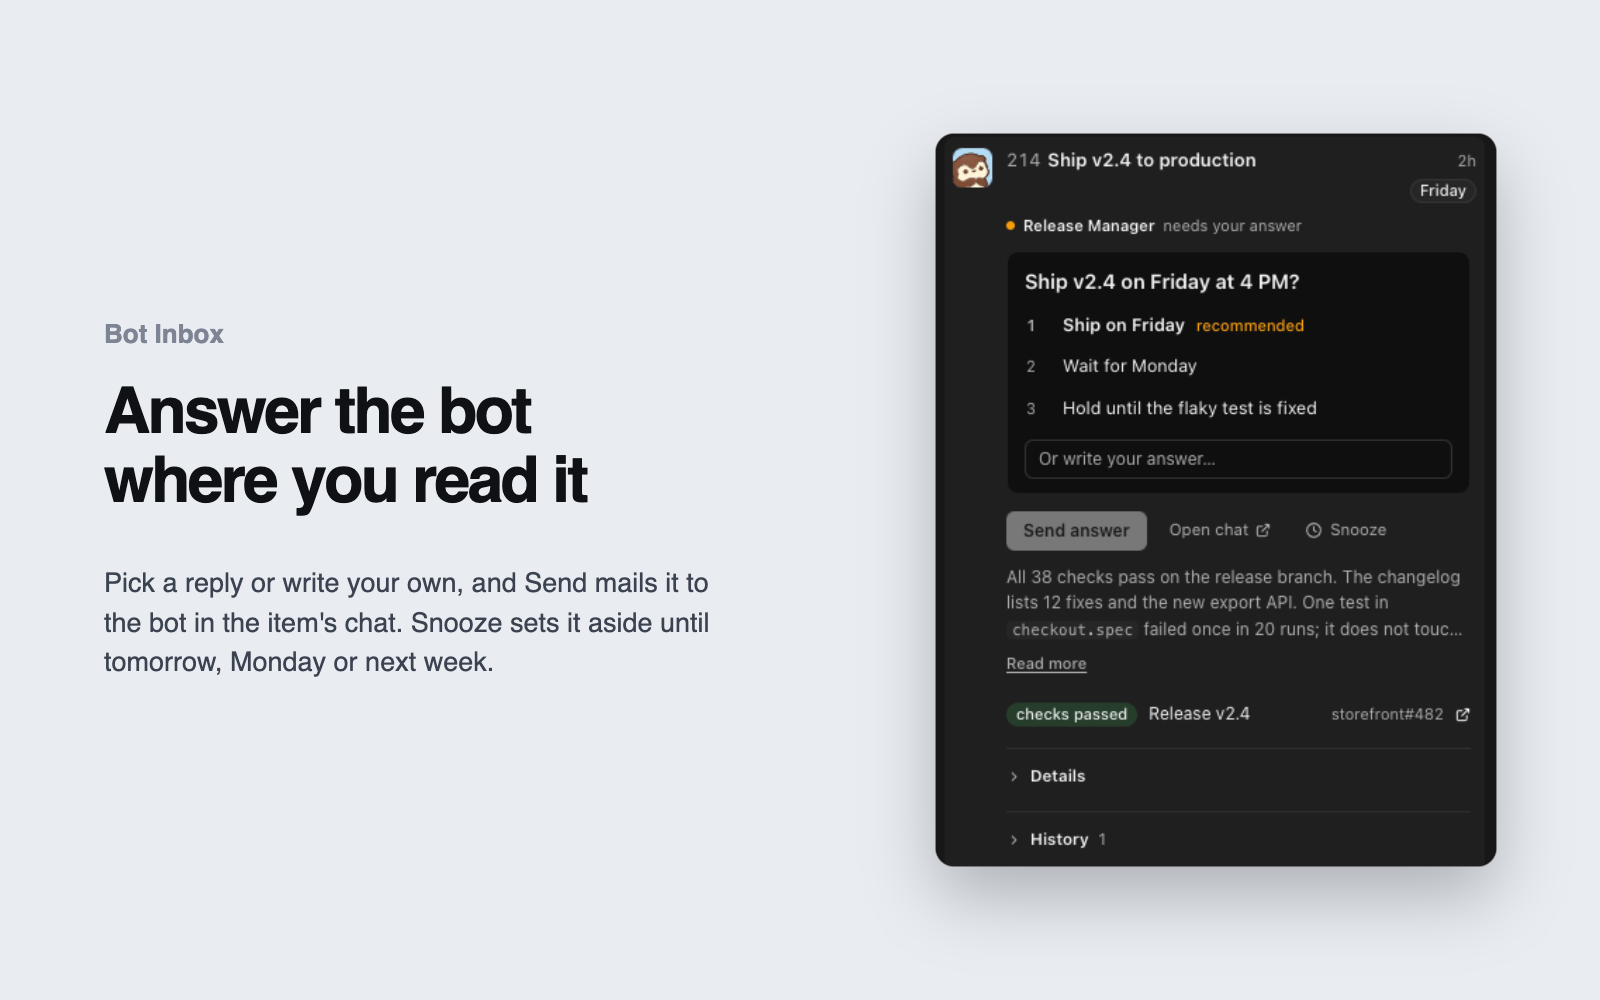 Bot Inbox
Answer the bot
where you read it
Pick a reply or write your own, and Send mails it to
the bot in the item's chat. Snooze sets it aside until
tomorrow, Monday or next week.
214 Ship v2.4 to production 2h
Friday
Release Manager needs your answer
Ship v2.4 on Friday at 4 PM?
1 Ship on Friday recommended
2 Wait for Monday
3 Hold until the flaky test is fixed
Or write your answer...
Send answer Open chat Snooze
All 38 checks pass on the release branch. The changelog
lists 12 fixes and the new export API. One test in
checkout.spec failed once in 20 runs; it does not touc...
Read more
checks passed Release v2.4 storefront#482
Details
History 1